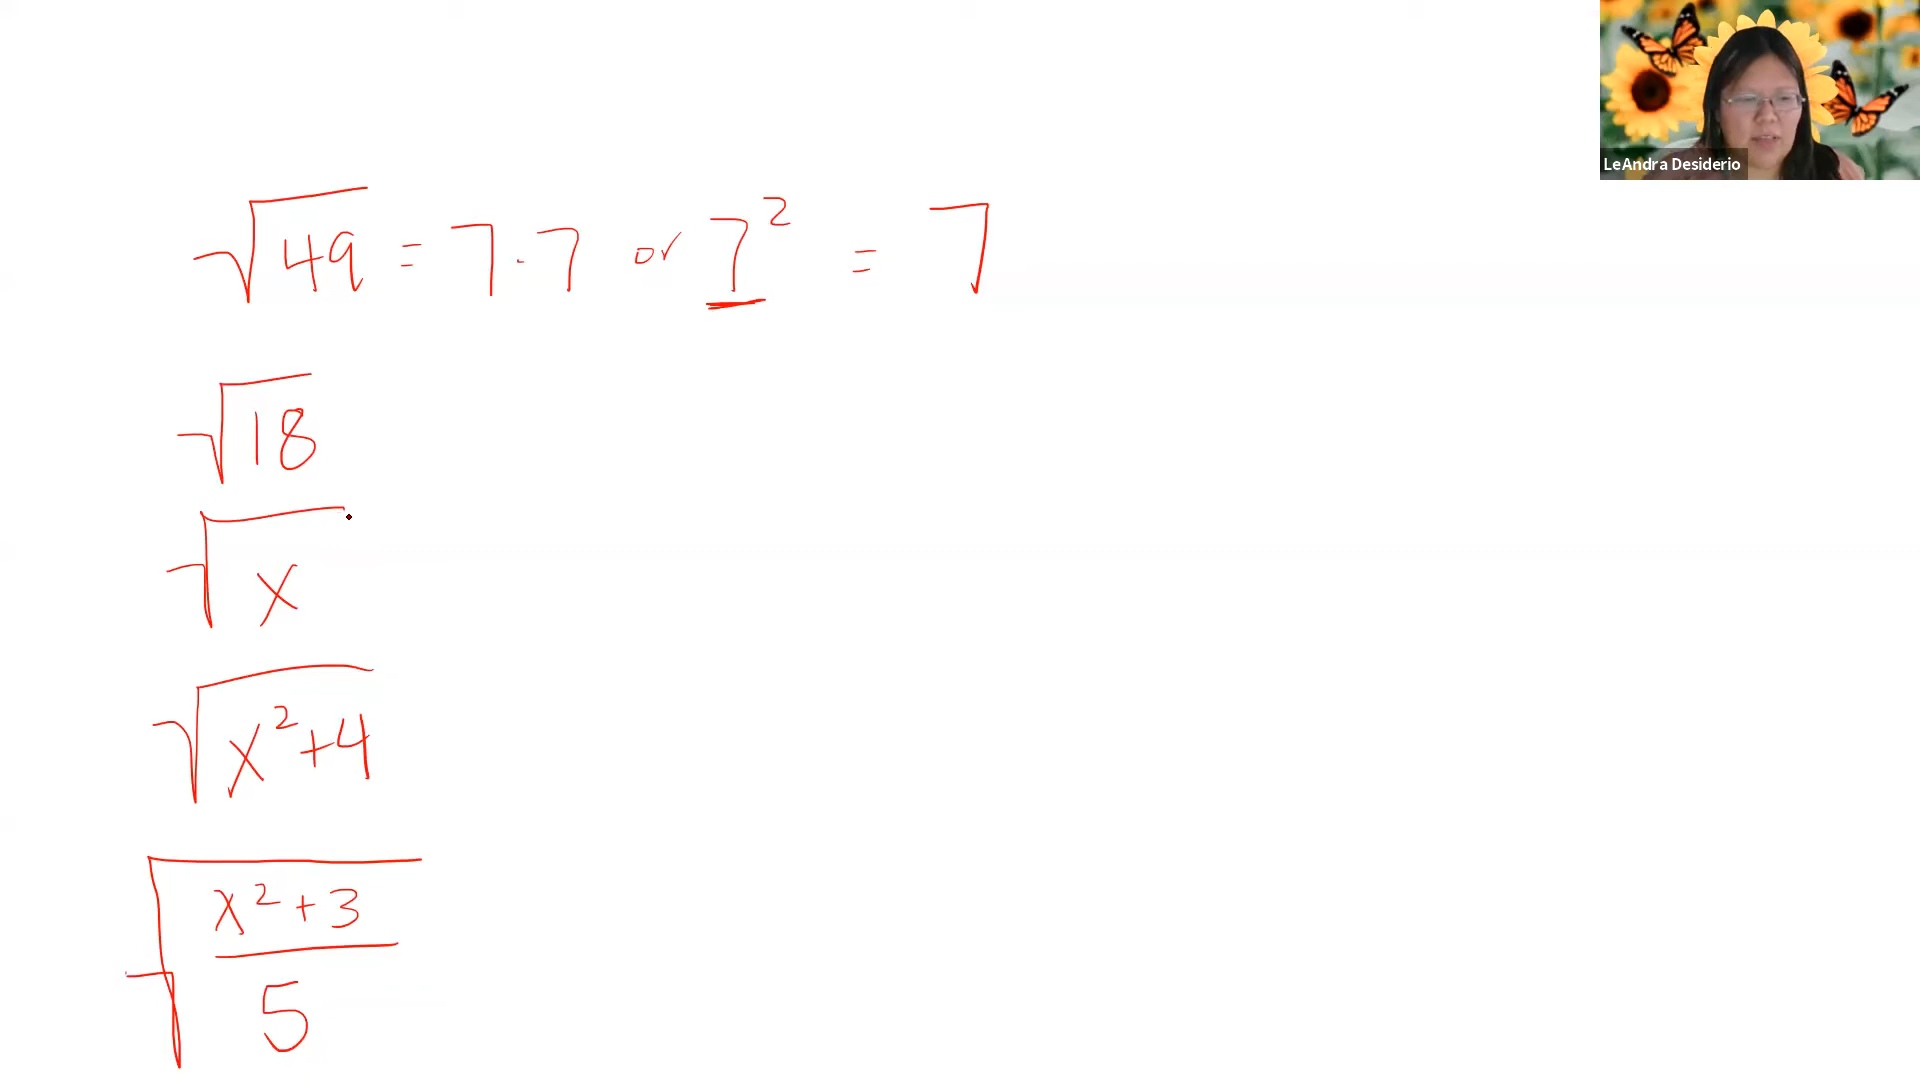 LeAndra Desiderio
√49 = 7·7 or 7² = 7
√18
√x
√x²+4
√x²+3
5